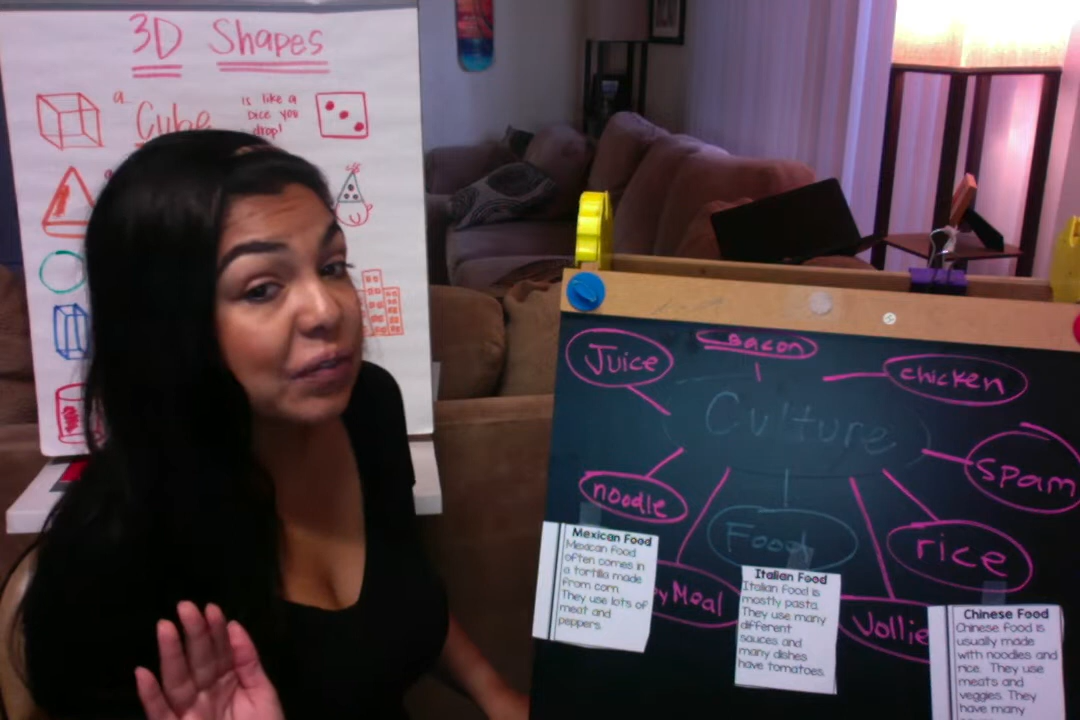 3D Shapes
a Cube is like a
Dice you
drop!
Juice
Bacon
chicken
Culture
Spam
noodle
Food
rice
Meal
Mexican Food
Mexican food
often comes in
a tortilla made
from corn.
They use lots of
meat and
peppers.
Italian Food
Italian food is
mostly pasta.
They use many
different
sauces and
many dishes
have tomatoes.
Chinese Food
Chinese food is
usually made
with noodles and
rice. They use
meats and
veggies. They
have many